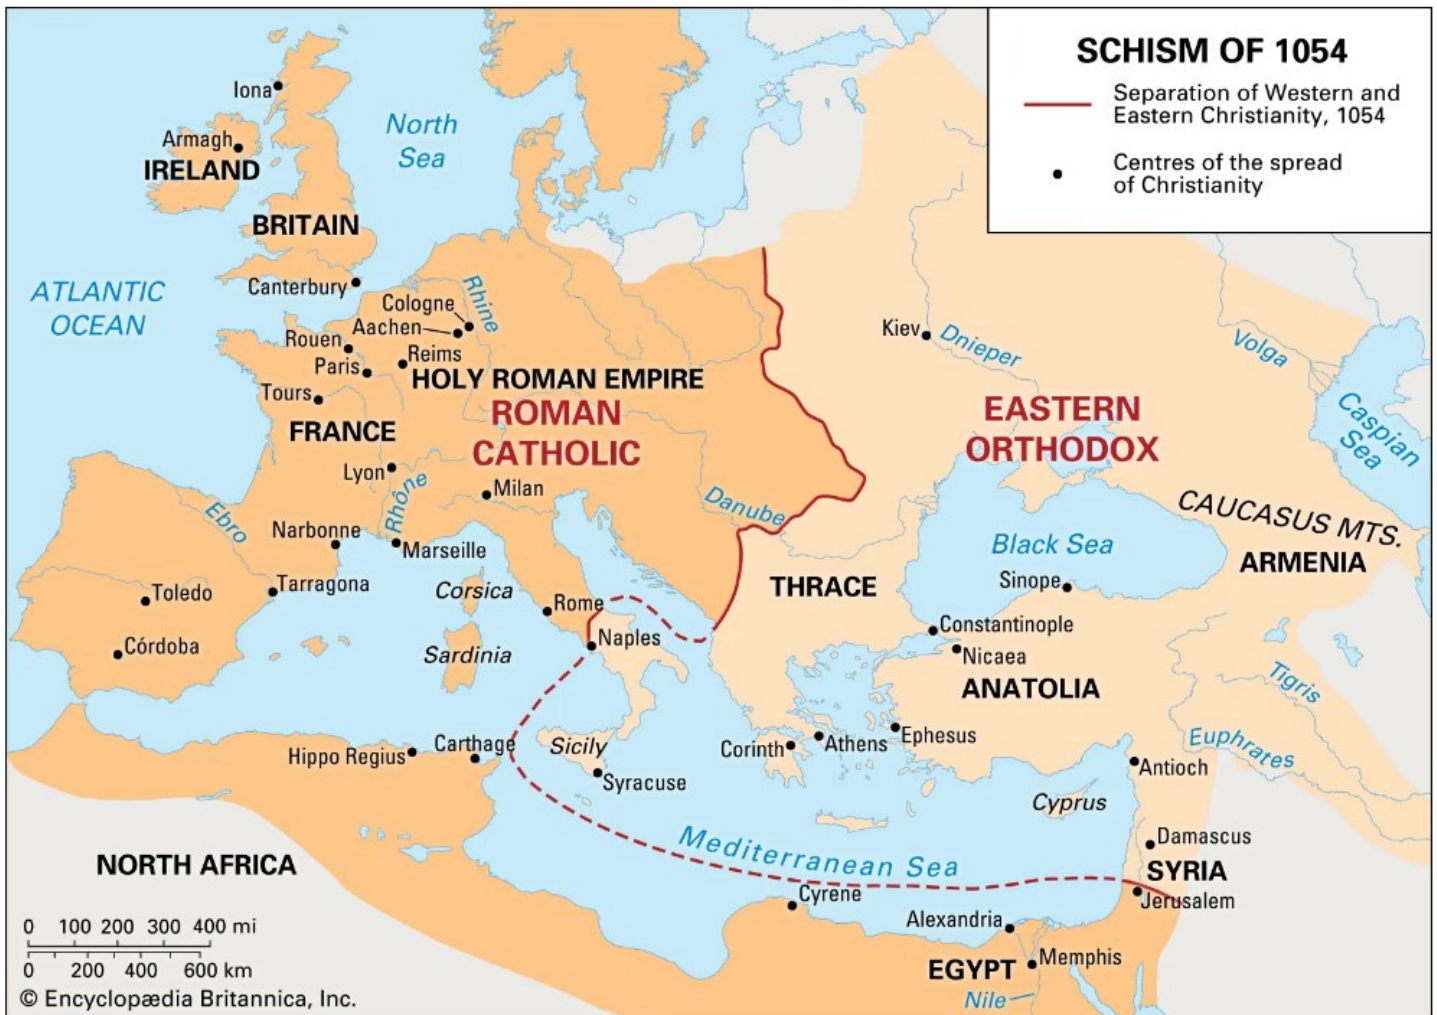 SCHISM OF 1054
Separation of Western and
Eastern Christianity, 1054
Centres of the spread
of Christianity
Iona
North
Sea
Armagh
IRELAND
BRITAIN
Canterbury
ATLANTIC
OCEAN
Cologne
Rhine
Aachen
Rouen
Reims
Paris
HOLY ROMAN EMPIRE
Tours
ROMAN
CATHOLIC
FRANCE
Lyon
Rhône
Milan
Danube
Kiev
Dnieper
Volga
EASTERN
ORTHODOX
Caspian
Sea
CAUCASUS MTS.
ARMENIA
Black Sea
Sinope
THRACE
Ebro
Narbonne
Marseille
Toledo
Tarragona
Corsica
Rome
Naples
Córdoba
Sardinia
Constantinople
Nicaea
ANATOLIA
Tigris
Euphrates
Hippo Regius
Carthage
Sicily
Syracuse
Corinth
Athens
Ephesus
Antioch
Cyprus
Damascus
SYRIA
Jerusalem
Mediterranean Sea
NORTH AFRICA
Cyrene
Alexandria
EGYPT
Memphis
Nile
0 100 200 300 400 mi
0 200 400 600 km
© Encyclopædia Britannica, Inc.